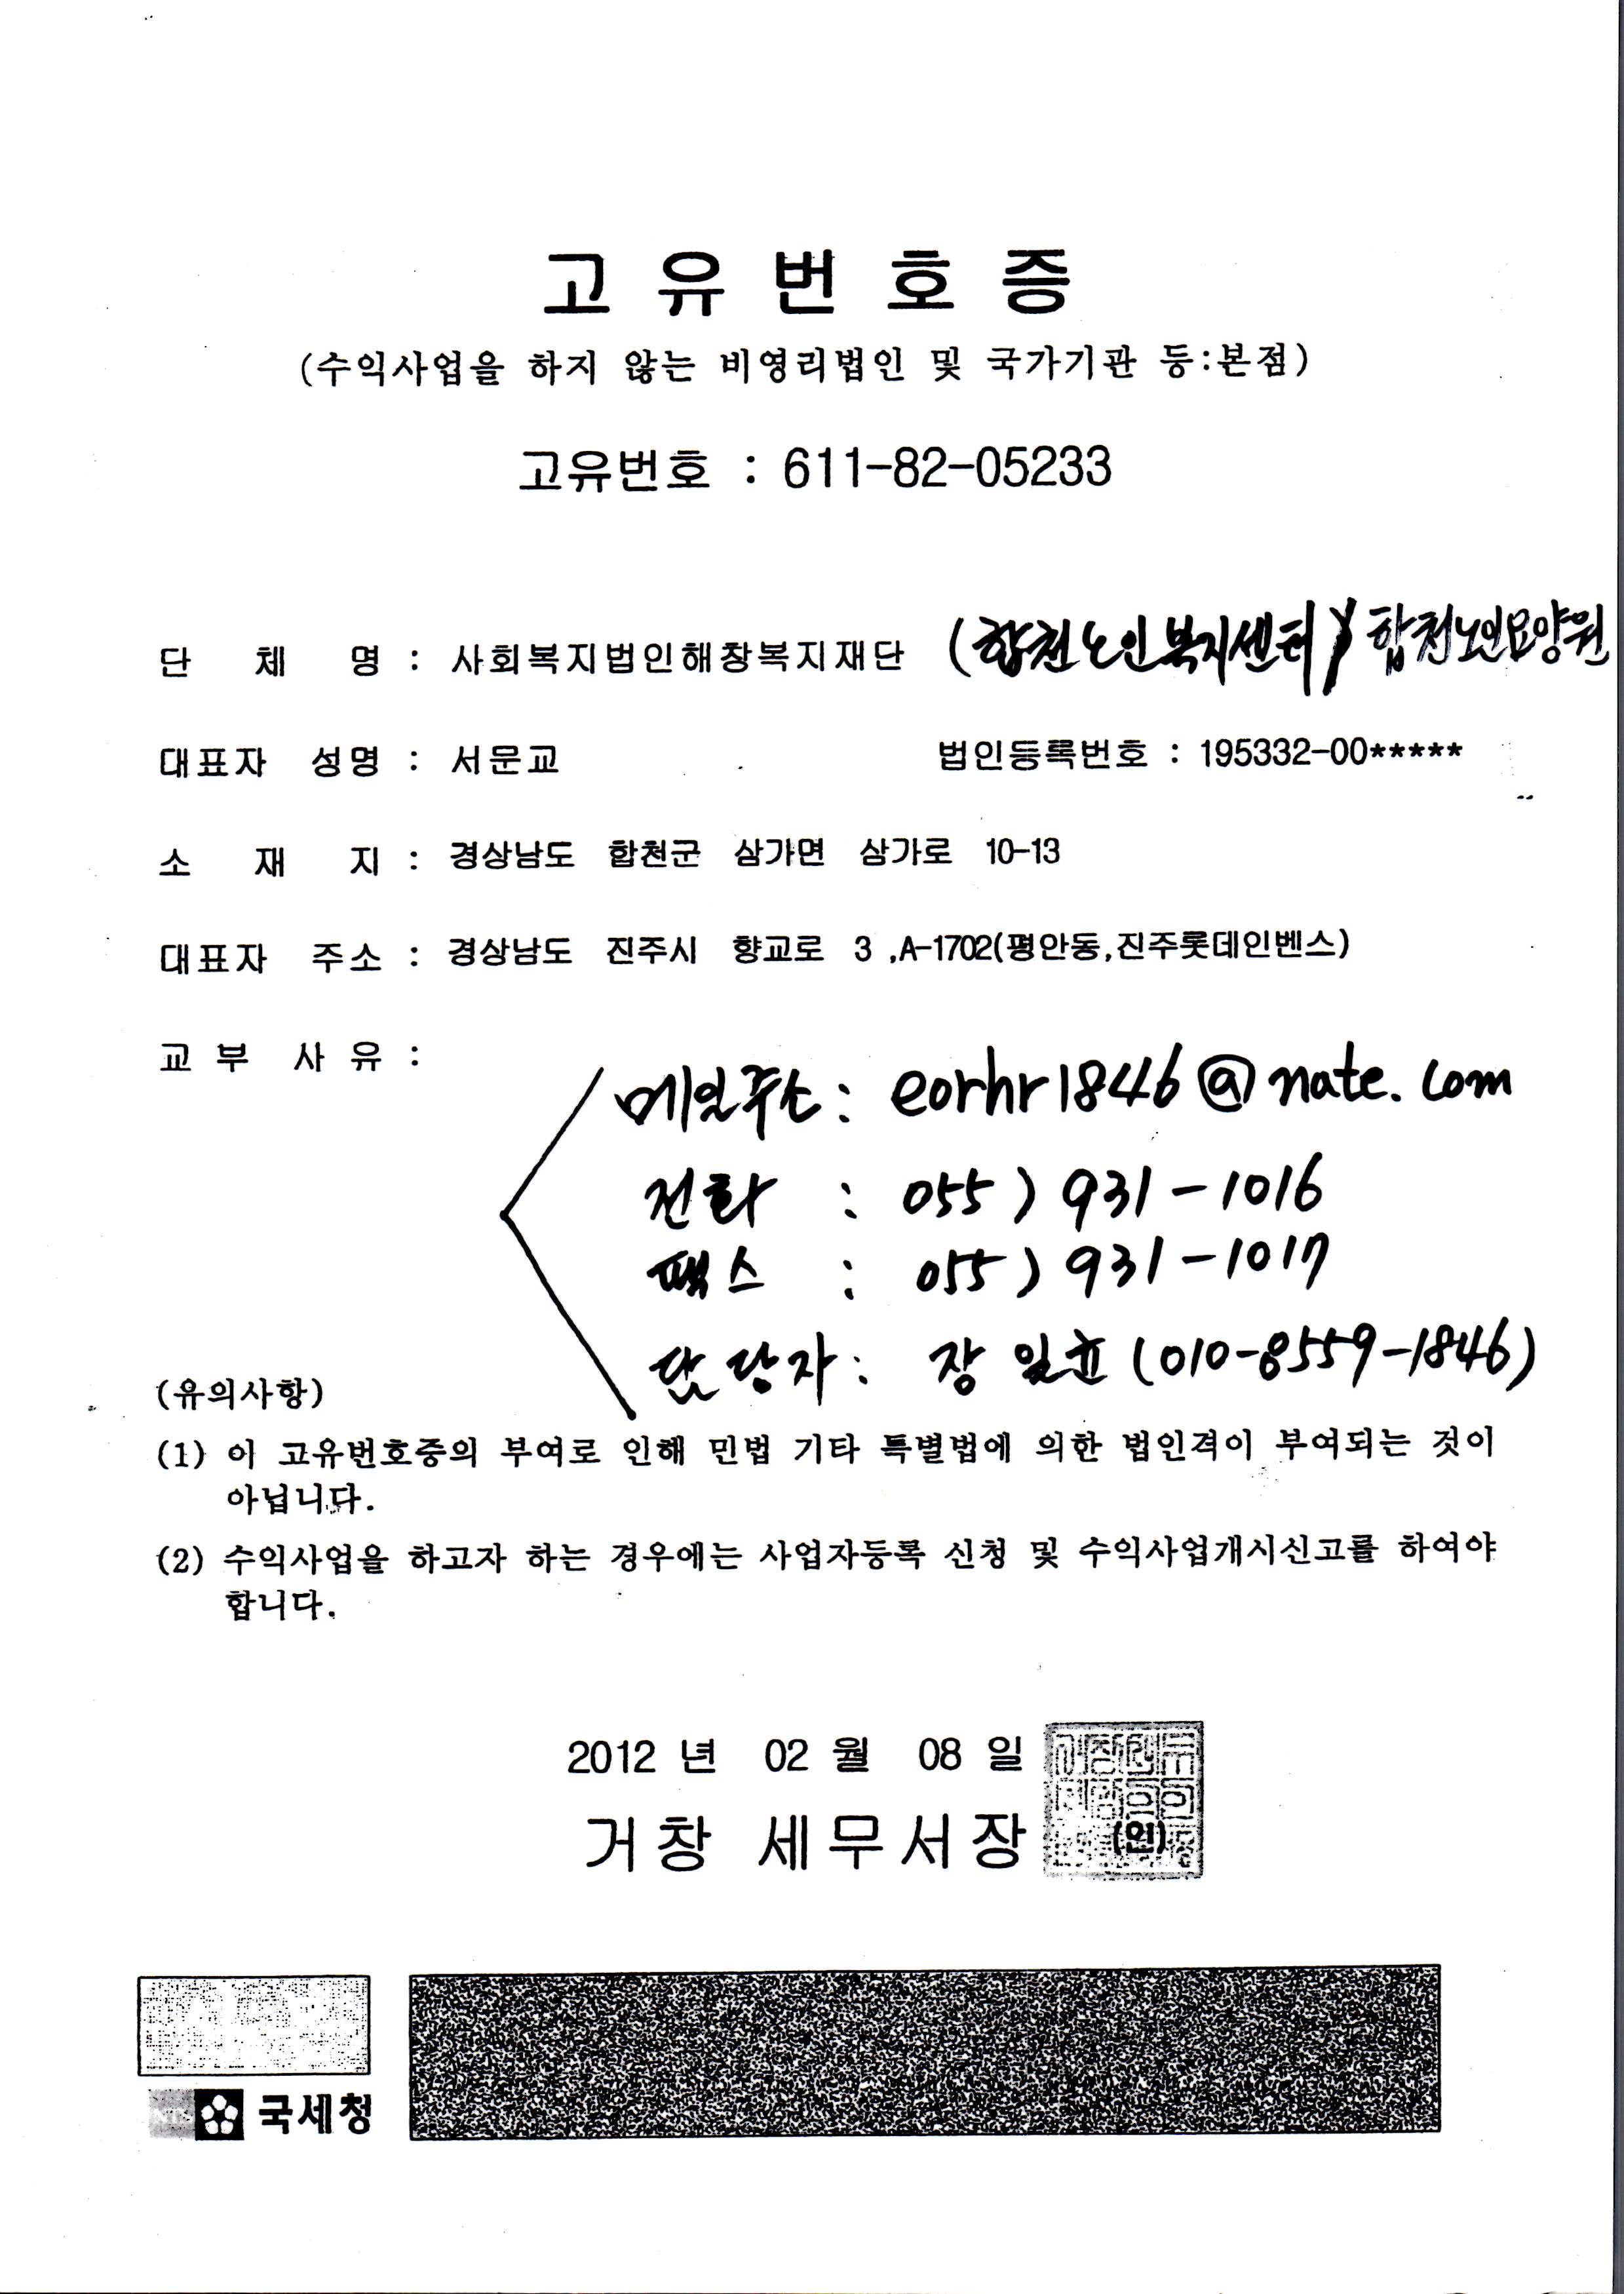 고유번호증
(수익사업을 하지 않는 비영리법인 및 국가기관 등:본점)
고유번호 : 611-82-05233
단체명 : 사회복지법인해창복지재단 (합천노인복지센터) 합천노인요양원
대표자 성명 : 서문교 법인등록번호 : 195332-00*****
소재지 : 경상남도 합천군 삼가면 삼가로 10-13
대표자 주소 : 경상남도 진주시 향교로 3 ,A-1702(평안동,진주롯데인벤스)
교부 사유 :
메일주소 : eorhr1846@nate.com
전화 : 055) 931-1016
팩스 : 055) 931-1017
담당자 : 장일윤 (010-8559-1846)
(유의사항)
(1) 이 고유번호증의 부여로 인해 민법 기타 특별법에 의한 법인격이 부여되는 것이
아닙니다.
(2) 수익사업을 하고자 하는 경우에는 사업자등록 신청 및 수익사업개시신고를 하여야
합니다.
2012 년 02 월 08 일
거창 세무서장 (인)
NTS 국세청